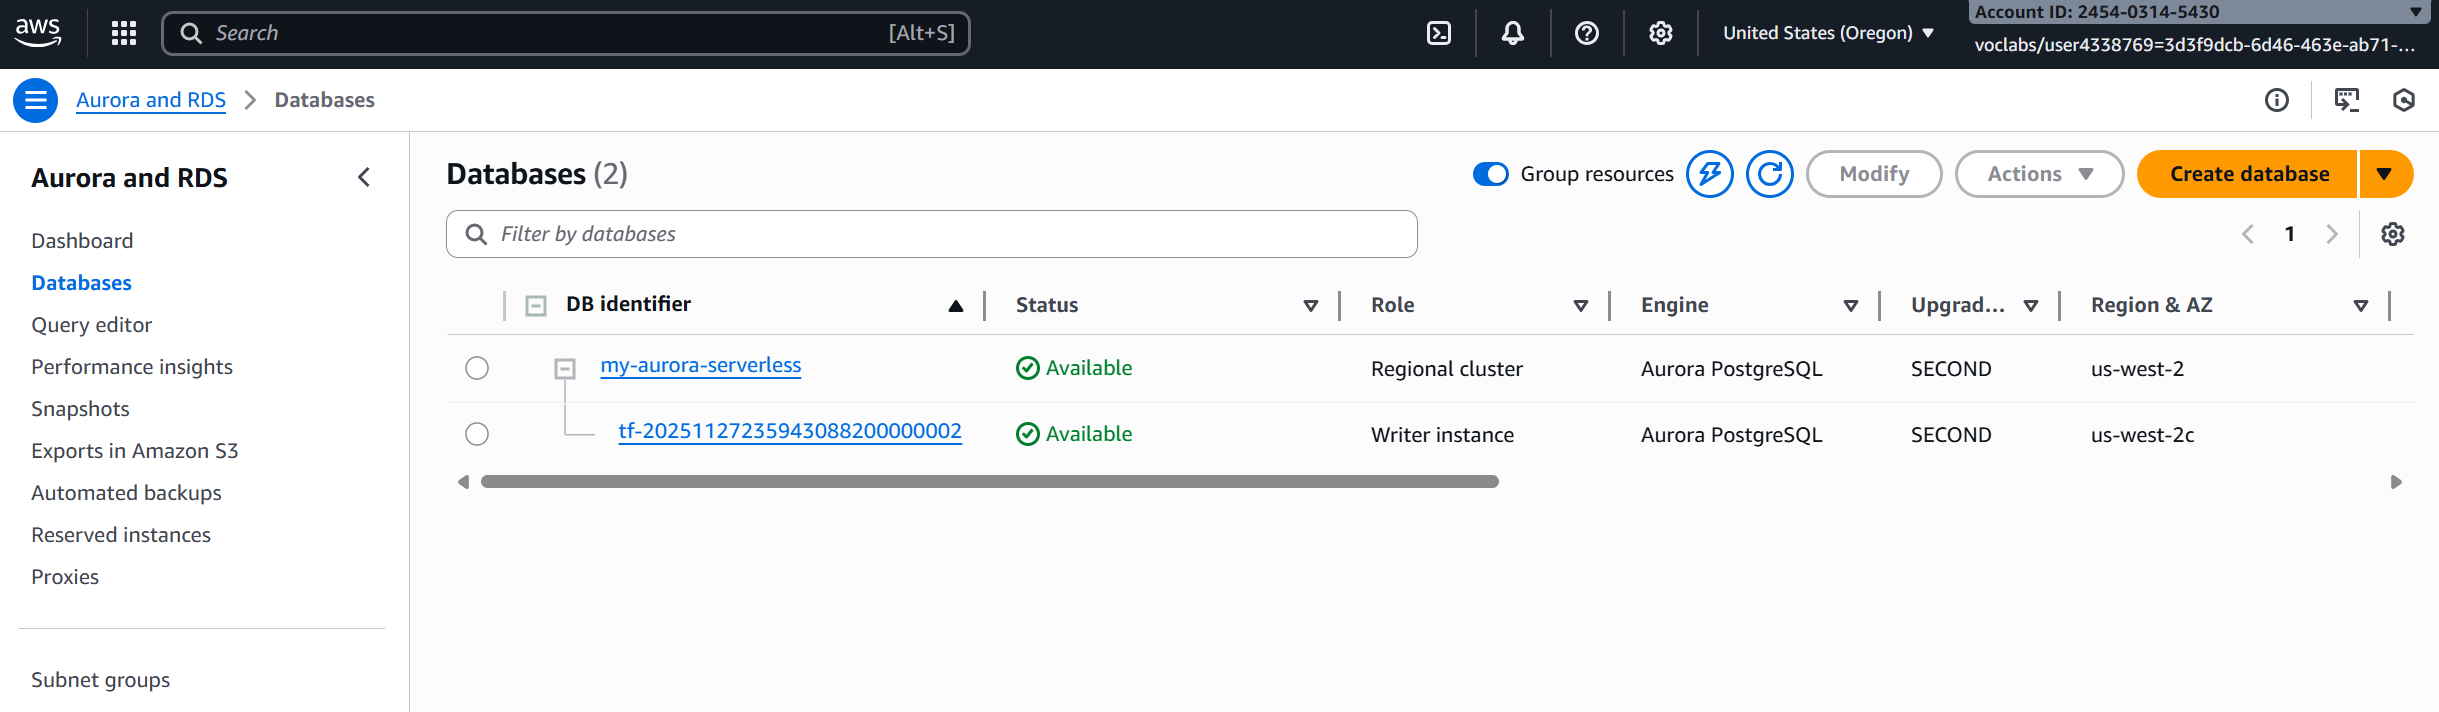 aws
Search [Alt+S]
United States (Oregon)
Account ID: 2454-0314-5430
voclabs/user4338769=3d3f9dcb-6d46-463e-ab71-...
Aurora and RDS > Databases
Aurora and RDS
Dashboard
Databases
Query editor
Performance insights
Snapshots
Exports in Amazon S3
Automated backups
Reserved instances
Proxies
Subnet groups
Databases (2)
Group resources
Modify
Actions
Create database
Filter by databases
1
DB identifier Status Role Engine Upgrad... Region & AZ
my-aurora-serverless Available Regional cluster Aurora PostgreSQL SECOND us-west-2
tf-20251127235943088200000002 Available Writer instance Aurora PostgreSQL SECOND us-west-2c